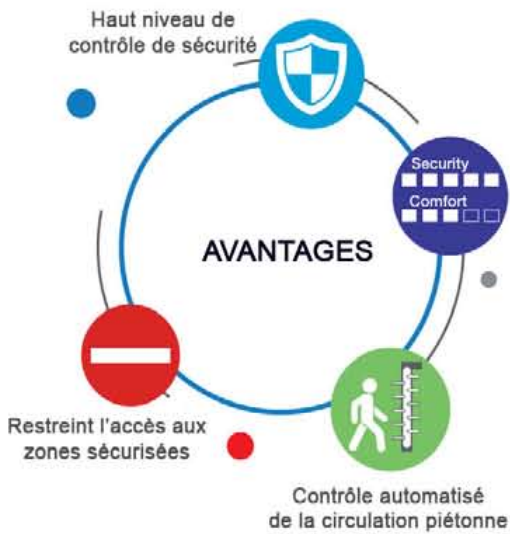 Haut niveau de
contrôle de sécurité
Security
Comfort
AVANTAGES
Restreint l'accès aux
zones sécurisées
Contrôle automatisé
de la circulation piétonne